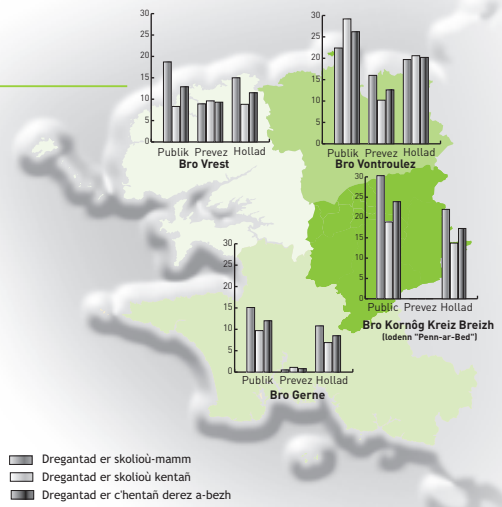 30
25
20
15
10
5
0
Publik Prevez Hollad
Bro Vrest
30
25
20
15
10
5
0
Publik Prevez Hollad
Bro Vontroulez
30
25
20
15
10
5
0
Public Prevez Hollad
Bro Kornôg Kreiz Breizh
(lodenn "Penn-ar-Bed")
30
25
20
15
10
5
0
Publik Prevez Hollad
Bro Gerne
Dregantad er skolioù-mamm
Dregantad er skolioù kentañ
Dregantad er c'hentañ derez a-bezh